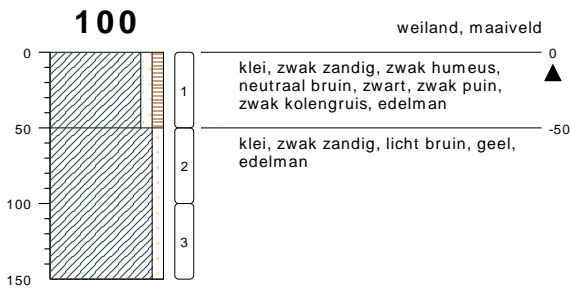 100
weiland, maaiveld
0
0
klei, zwak zandig, zwak humeus,
neutraal bruin, zwart, zwak puin,
zwak kolengruis, edelman
1
50
-50
klei, zwak zandig, licht bruin, geel,
edelman
2
100
3
150